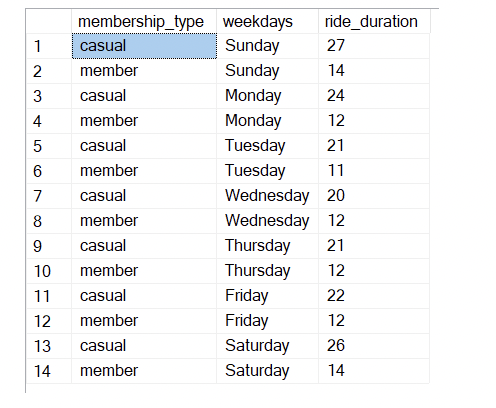 membership_type weekdays ride_duration
1 casual Sunday 27
2 member Sunday 14
3 casual Monday 24
4 member Monday 12
5 casual Tuesday 21
6 member Tuesday 11
7 casual Wednesday 20
8 member Wednesday 12
9 casual Thursday 21
10 member Thursday 12
11 casual Friday 22
12 member Friday 12
13 casual Saturday 26
14 member Saturday 14